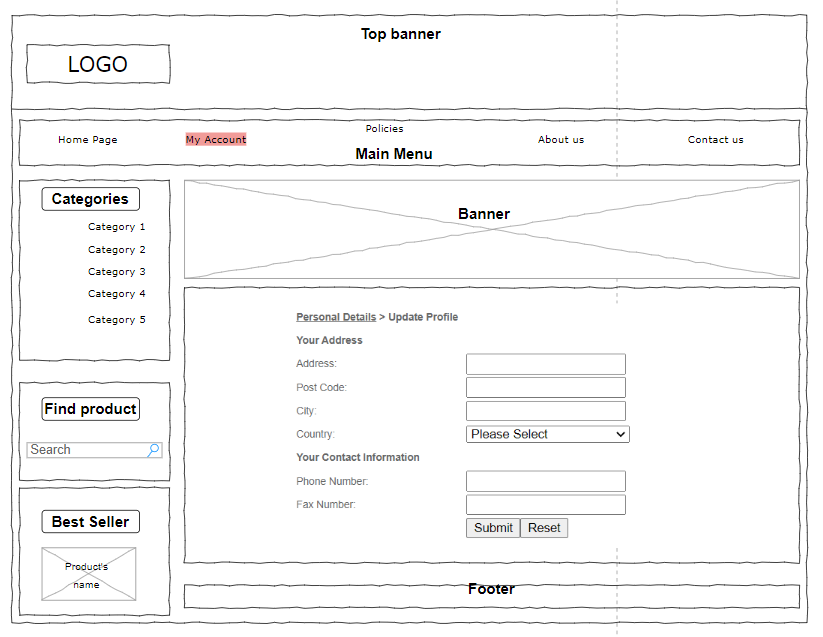 Top banner
LOGO
Home Page
My Account
Policies
About us
Contact us
Main Menu
Categories
Category 1
Category 2
Category 3
Category 4
Category 5
Find product
Search
Best Seller
Product's
name
Banner
Personal Details > Update Profile
Your Address
Address:
Post Code:
City:
Country:
Please Select
Your Contact Information
Phone Number:
Fax Number:
Submit
Reset
Footer